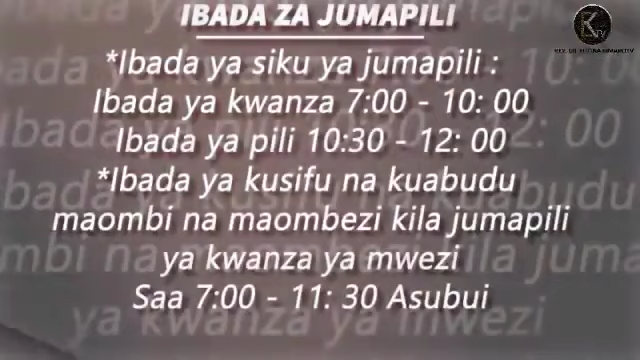 IBADA ZA JUMAPILI
*Ibada ya siku ya jumapili :
Ibada ya kwanza 7:00 - 10: 00
Ibada ya pili 10:30 - 12: 00
*Ibada ya kusifu na kuabudu
maombi na maombezi kila jumapili
ya kwanza ya mwezi
Saa 7:00 - 11: 30 Asubui